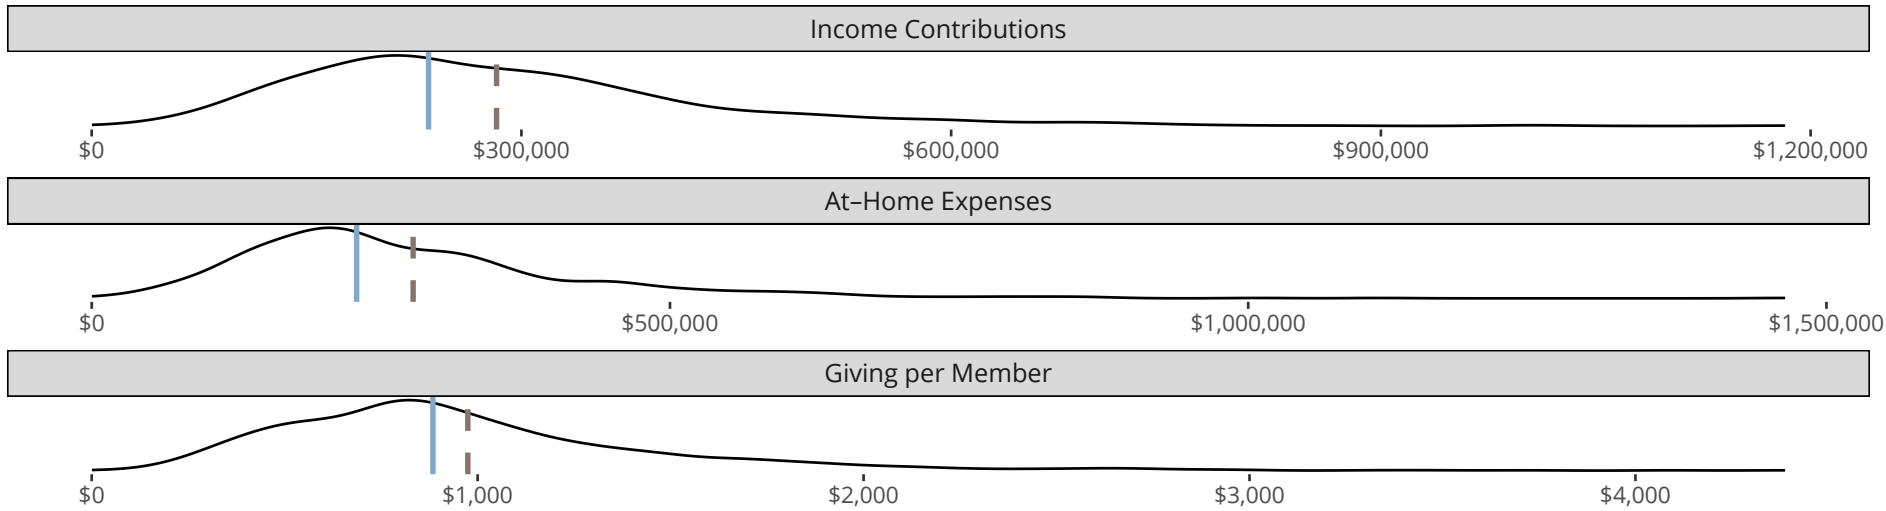 Income Contributions
$0 $300,000 $600,000 $900,000 $1,200,000
At–Home Expenses
$0 $500,000 $1,000,000 $1,500,000
Giving per Member
$0 $1,000 $2,000 $3,000 $4,000